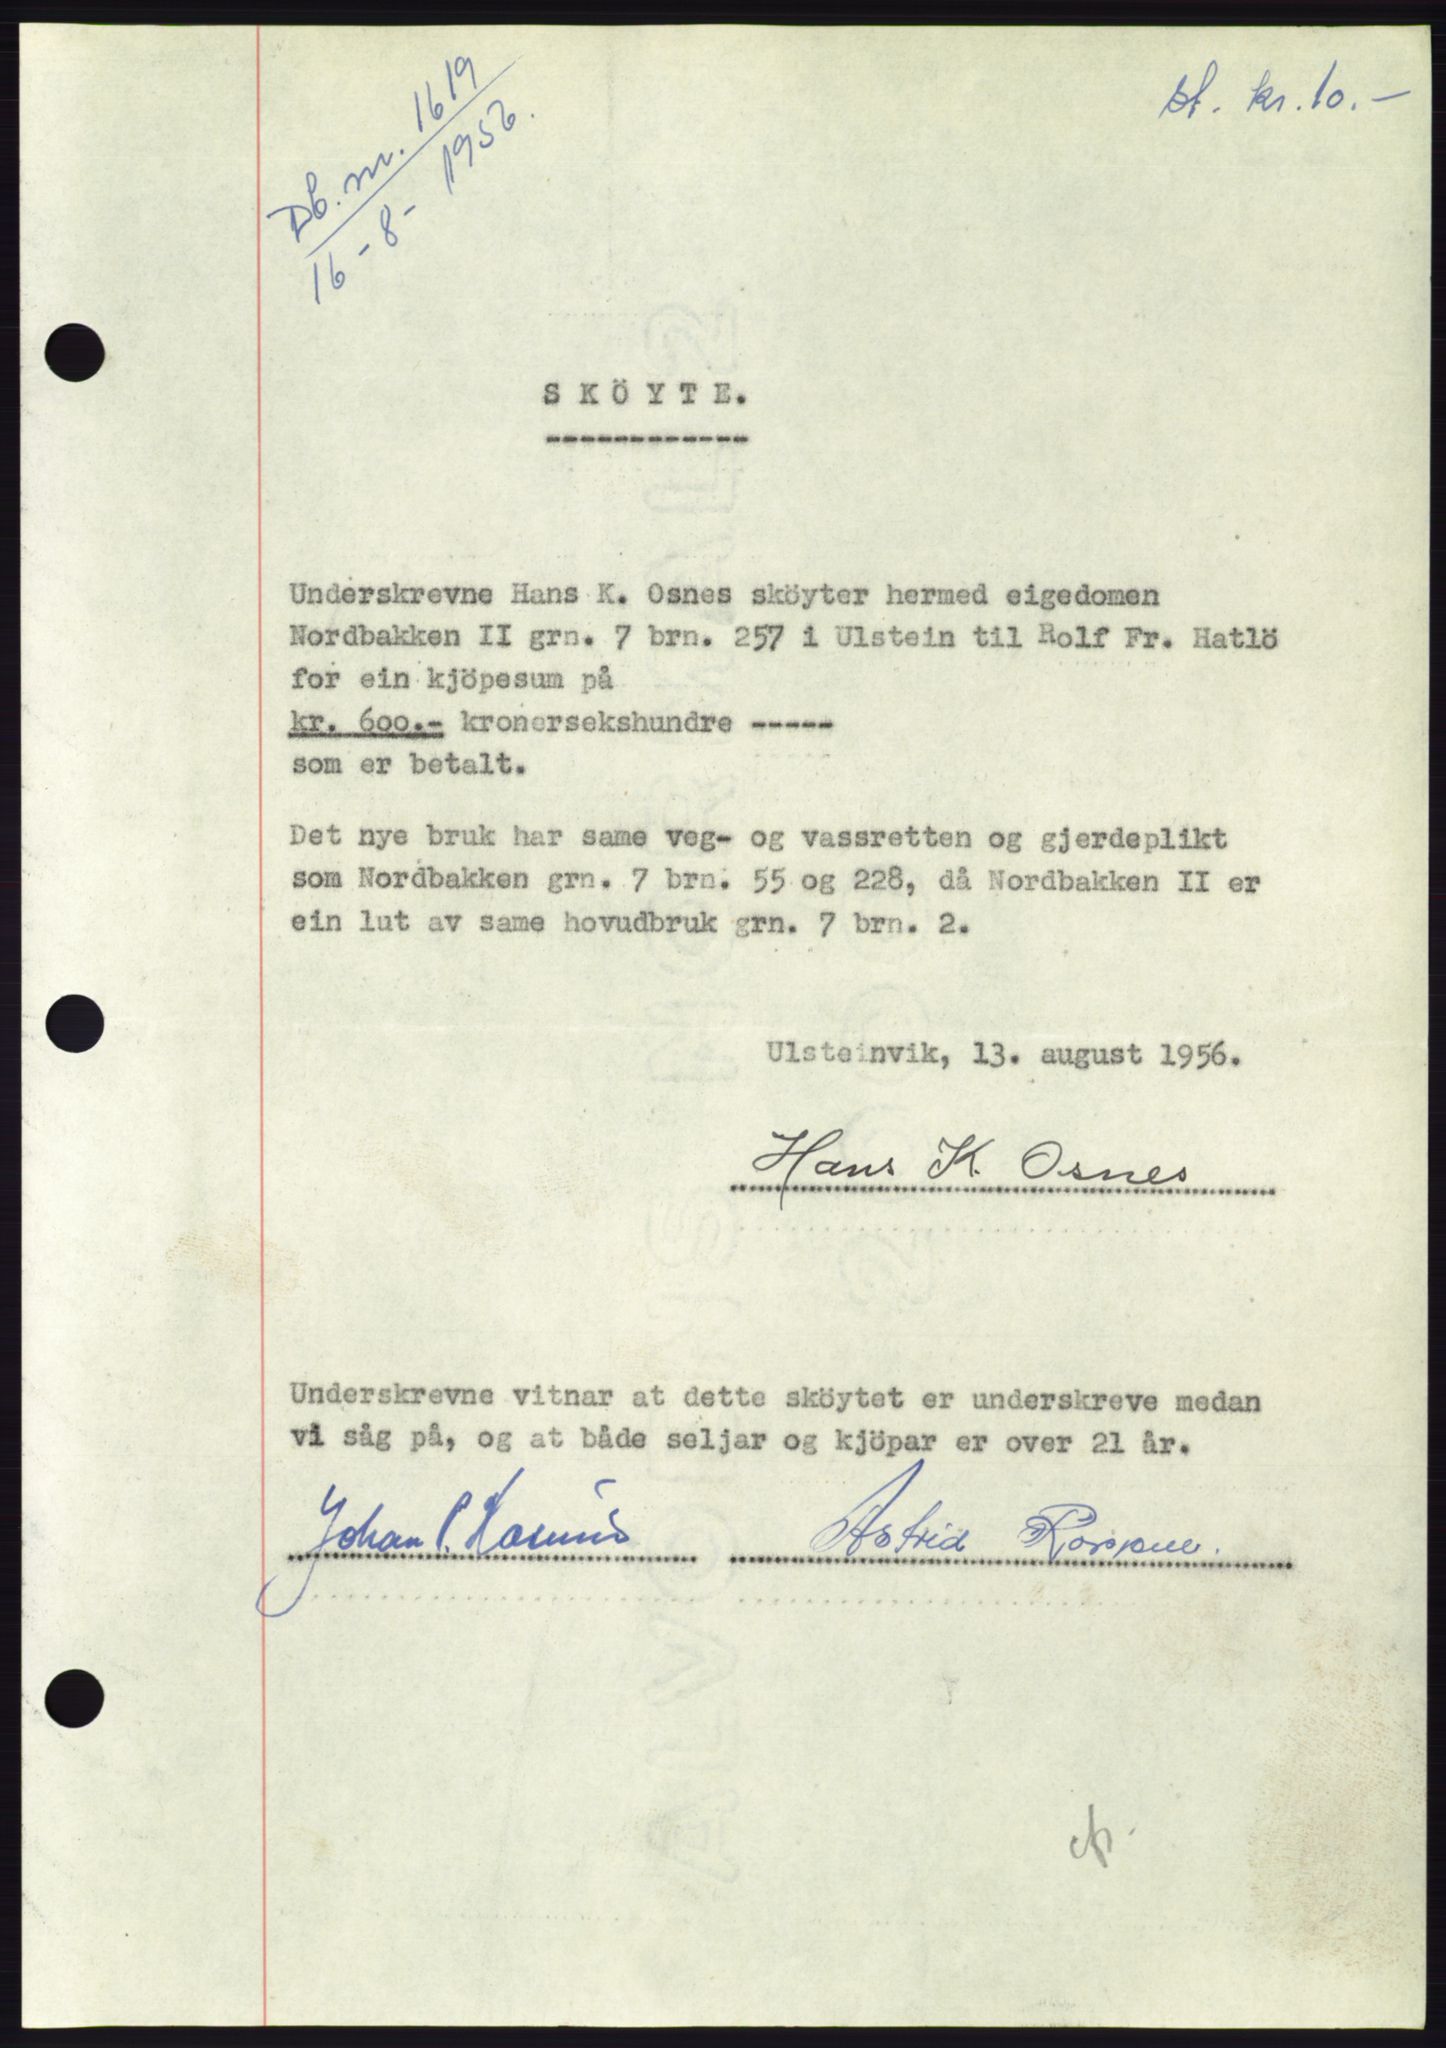 Db. nr. 1619
16-8-1956.
st. kr. 10.-
SKÖYTE.
------------
Underskrevne Hans K. Osnes sköyter hermed eigedomen
Nordbakken II grn. 7 brn. 257 i Ulstein til Rolf Fr. Hatlö
for ein kjöpesum på
kr. 600.- kronersekshundre -----
som er betalt.
Det nye bruk har same veg- og vassretten og gjerdeplikt
som Nordbakken grn. 7 brn. 55 og 228, då Nordbakken II er
ein lut av same hovudbruk grn. 7 brn. 2.
Ulsteinvik, 13. august 1956.
Hans K. Osnes
Underskrevne vitnar at dette sköytet er underskreve medan
vi såg på, og at både seljar og kjöpar er over 21 år.
Johan
Astrid